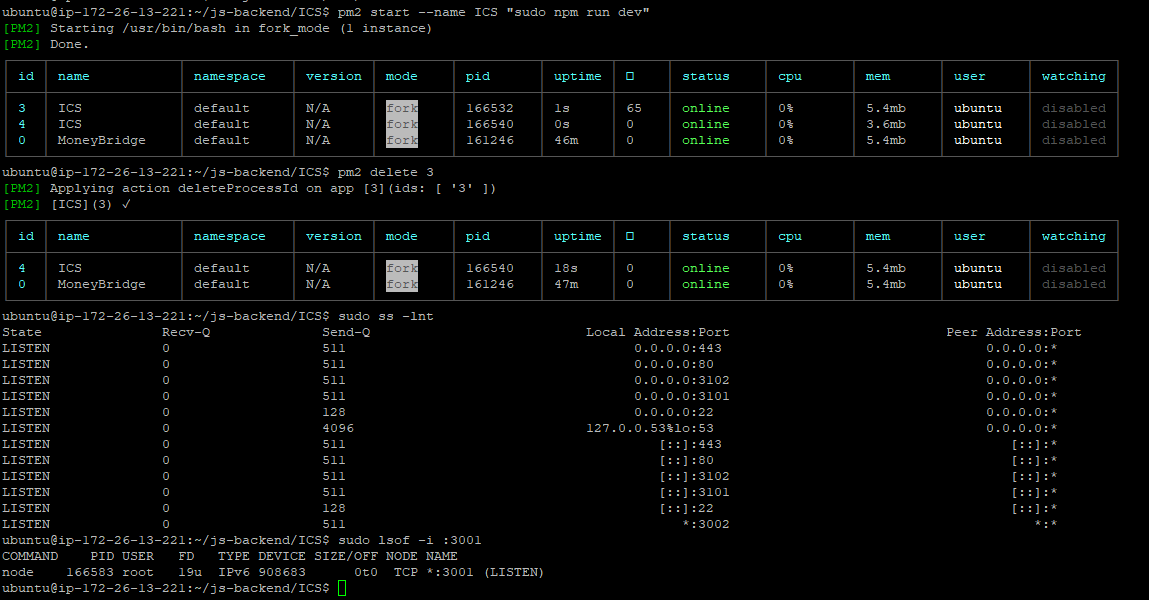 ubuntu@ip-172-26-13-221:~/js-backend/ICS$ pm2 start --name ICS "sudo npm run dev"
[PM2] Starting /usr/bin/bash in fork_mode (1 instance)
[PM2] Done.
id name namespace version mode pid uptime □ status cpu mem user watching
3 ICS default N/A fork 166532 1s 65 online 0% 5.4mb ubuntu disabled
4 ICS default N/A fork 166540 0s 0 online 0% 3.6mb ubuntu disabled
0 MoneyBridge default N/A fork 161246 46m 0 online 0% 5.4mb ubuntu disabled
ubuntu@ip-172-26-13-221:~/js-backend/ICS$ pm2 delete 3
[PM2] Applying action deleteProcessId on app [3](ids: [ '3' ])
[PM2] [ICS](3) ✓
id name namespace version mode pid uptime □ status cpu mem user watching
4 ICS default N/A fork 166540 18s 0 online 0% 5.4mb ubuntu disabled
0 MoneyBridge default N/A fork 161246 47m 0 online 0% 5.4mb ubuntu disabled
ubuntu@ip-172-26-13-221:~/js-backend/ICS$ sudo ss -lnt
State Recv-Q Send-Q Local Address:Port Peer Address:Port
LISTEN 0 511 0.0.0.0:443 0.0.0.0:*
LISTEN 0 511 0.0.0.0:80 0.0.0.0:*
LISTEN 0 511 0.0.0.0:3102 0.0.0.0:*
LISTEN 0 511 0.0.0.0:3101 0.0.0.0:*
LISTEN 0 128 0.0.0.0:22 0.0.0.0:*
LISTEN 0 4096 127.0.0.53%lo:53 0.0.0.0:*
LISTEN 0 511 [::]:443 [::]:*
LISTEN 0 511 [::]:80 [::]:*
LISTEN 0 511 [::]:3102 [::]:*
LISTEN 0 511 [::]:3101 [::]:*
LISTEN 0 128 [::]:22 [::]:*
LISTEN 0 511 *:3002 *:*
ubuntu@ip-172-26-13-221:~/js-backend/ICS$ sudo lsof -i :3001
COMMAND PID USER FD TYPE DEVICE SIZE/OFF NODE NAME
node 166583 root 19u IPv6 908683 0t0 TCP *:3001 (LISTEN)
ubuntu@ip-172-26-13-221:~/js-backend/ICS$